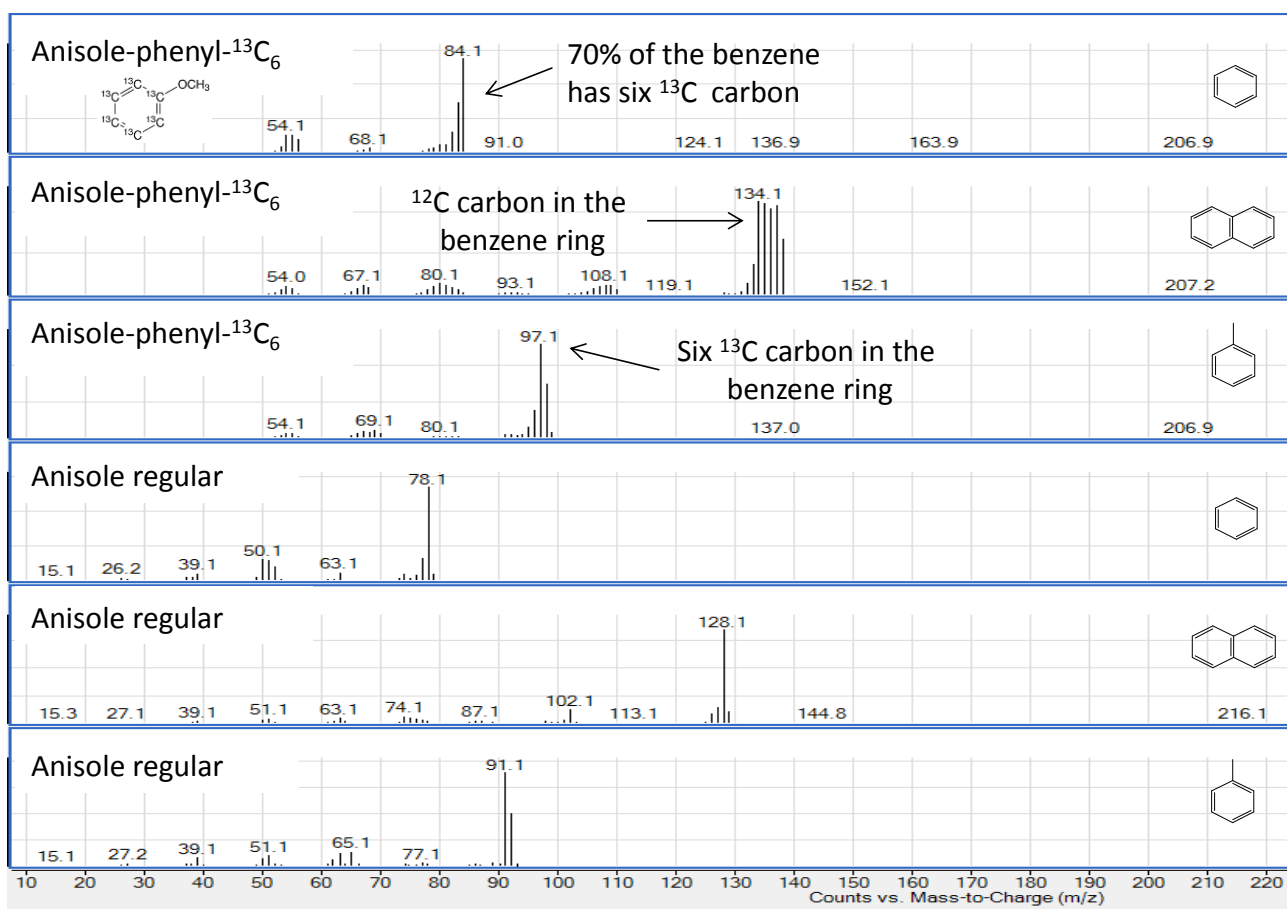 Anisole-phenyl-¹³C₆
84.1
70% of the benzene
has six ¹³C carbon
¹³C
OCH₃
¹³C
¹³C
¹³C
¹³C
¹³C
54.1 68.1 91.0 124.1 136.9 163.9 206.9
Anisole-phenyl-¹³C₆
¹²C carbon in the
benzene ring
134.1
54.0 67.1 80.1 93.1 108.1 119.1 152.1 207.2
Anisole-phenyl-¹³C₆
97.1
Six ¹³C carbon in the
benzene ring
54.1 69.1 80.1 137.0 206.9
Anisole regular
78.1
15.1 26.2 39.1 50.1 63.1
Anisole regular
128.1
15.3 27.1 39.1 51.1 63.1 74.1 87.1 102.1 113.1 144.8 216.1
Anisole regular
91.1
15.1 27.2 39.1 51.1 65.1 77.1
10 20 30 40 50 60 70 80 90 100 110 120 130 140 150 160 170 180 190 200 210 220
Counts vs. Mass-to-Charge (m/z)